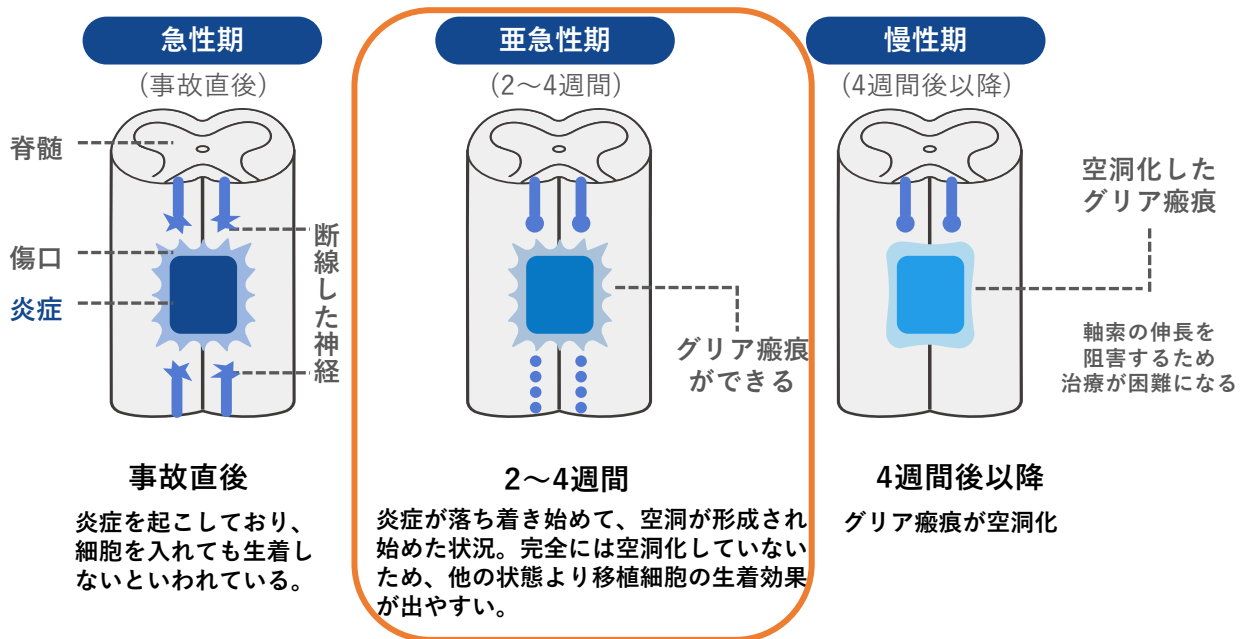 急性期
(事故直後)
脊髄
傷口
炎症
断線した神経
事故直後
炎症を起こしており、
細胞を入れても生着し
ないといわれている。
亜急性期
(2〜4週間)
グリア瘢痕
ができる
2〜4週間
炎症が落ち着き始めて、空洞が形成され
始めた状況。完全には空洞化していない
ため、他の状態より移植細胞の生着効果
が出やすい。
慢性期
(4週間後以降)
空洞化した
グリア瘢痕
軸索の伸長を
阻害するため
治療が困難になる
4週間後以降
グリア瘢痕が空洞化